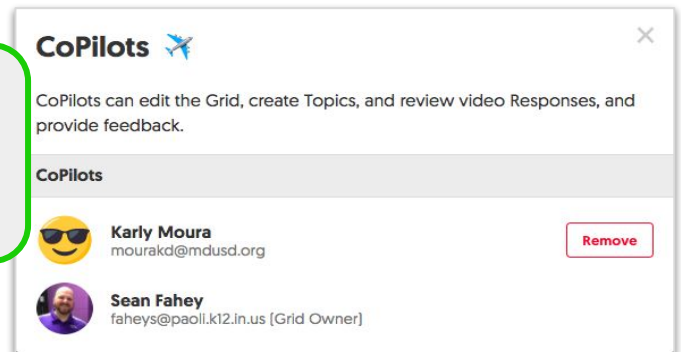 CoPilots ✈️
CoPilots can edit the Grid, create Topics, and review video Responses, and
provide feedback.
CoPilots
Karly Moura
mourakd@mdusd.org
Remove
Sean Fahey
faheys@paoli.k12.in.us (Grid Owner)